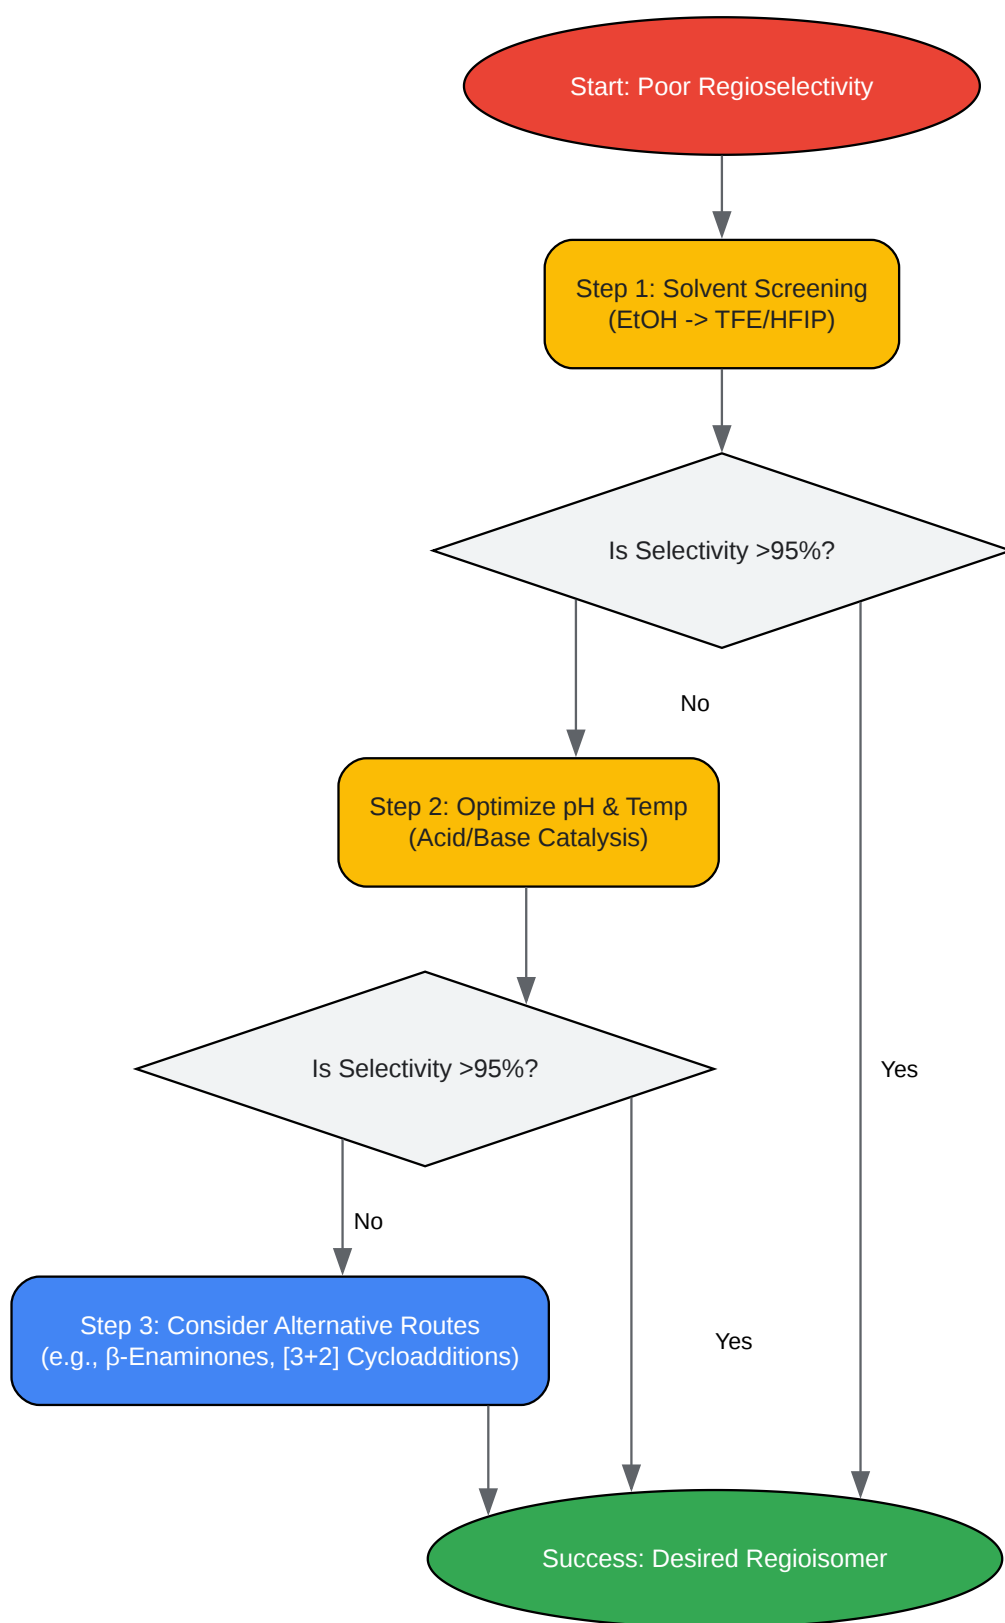 Start: Poor Regioselectivity
Step 1: Solvent Screening
(EtOH -> TFE/HFIP)
Is Selectivity >95%?
No
Step 2: Optimize pH & Temp
(Acid/Base Catalysis)
Is Selectivity >95%?
Yes
No
Step 3: Consider Alternative Routes
(e.g., β-Enaminones, [3+2] Cycloadditions)
Yes
Success: Desired Regioisomer